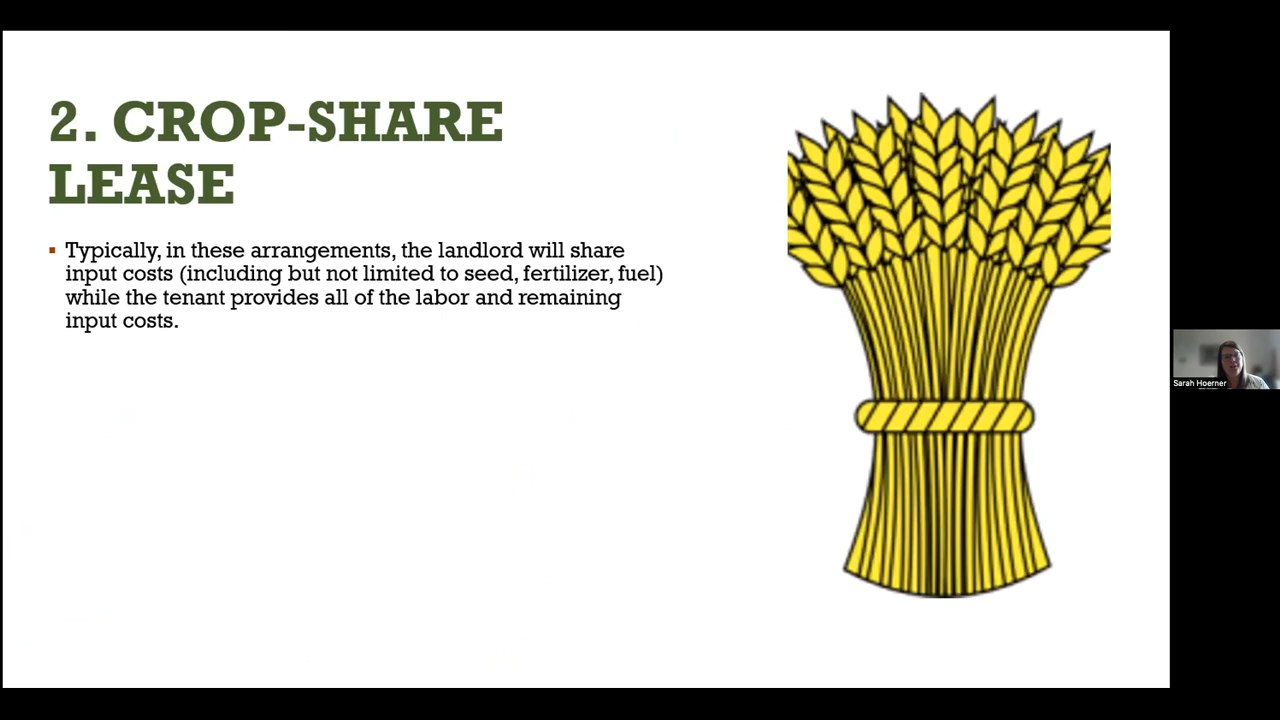 2. CROP-SHARE
LEASE
▪ Typically, in these arrangements, the landlord will share
input costs (including but not limited to seed, fertilizer, fuel)
while the tenant provides all of the labor and remaining
input costs.
Sarah Hoerner